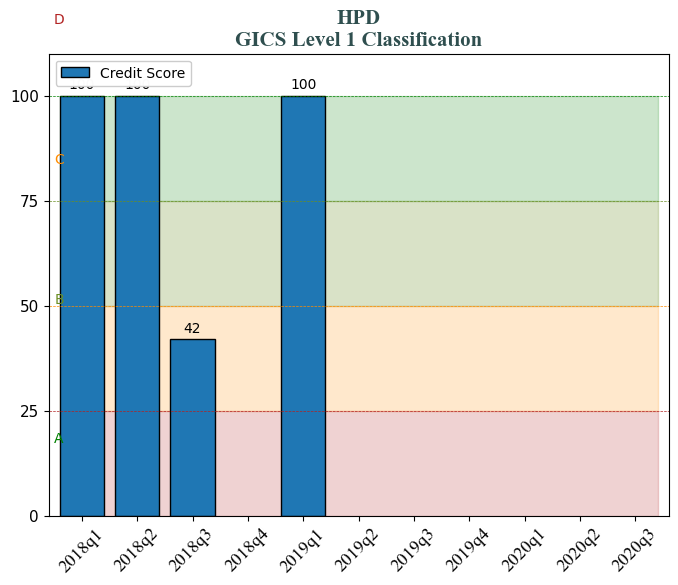 D
HPD
GICS Level 1 Classification
Credit Score
100
100
100
42
100
75
50
25
0
C
B
A
2018q1
2018q2
2018q3
2018q4
2019q1
2019q2
2019q3
2019q4
2020q1
2020q2
2020q3